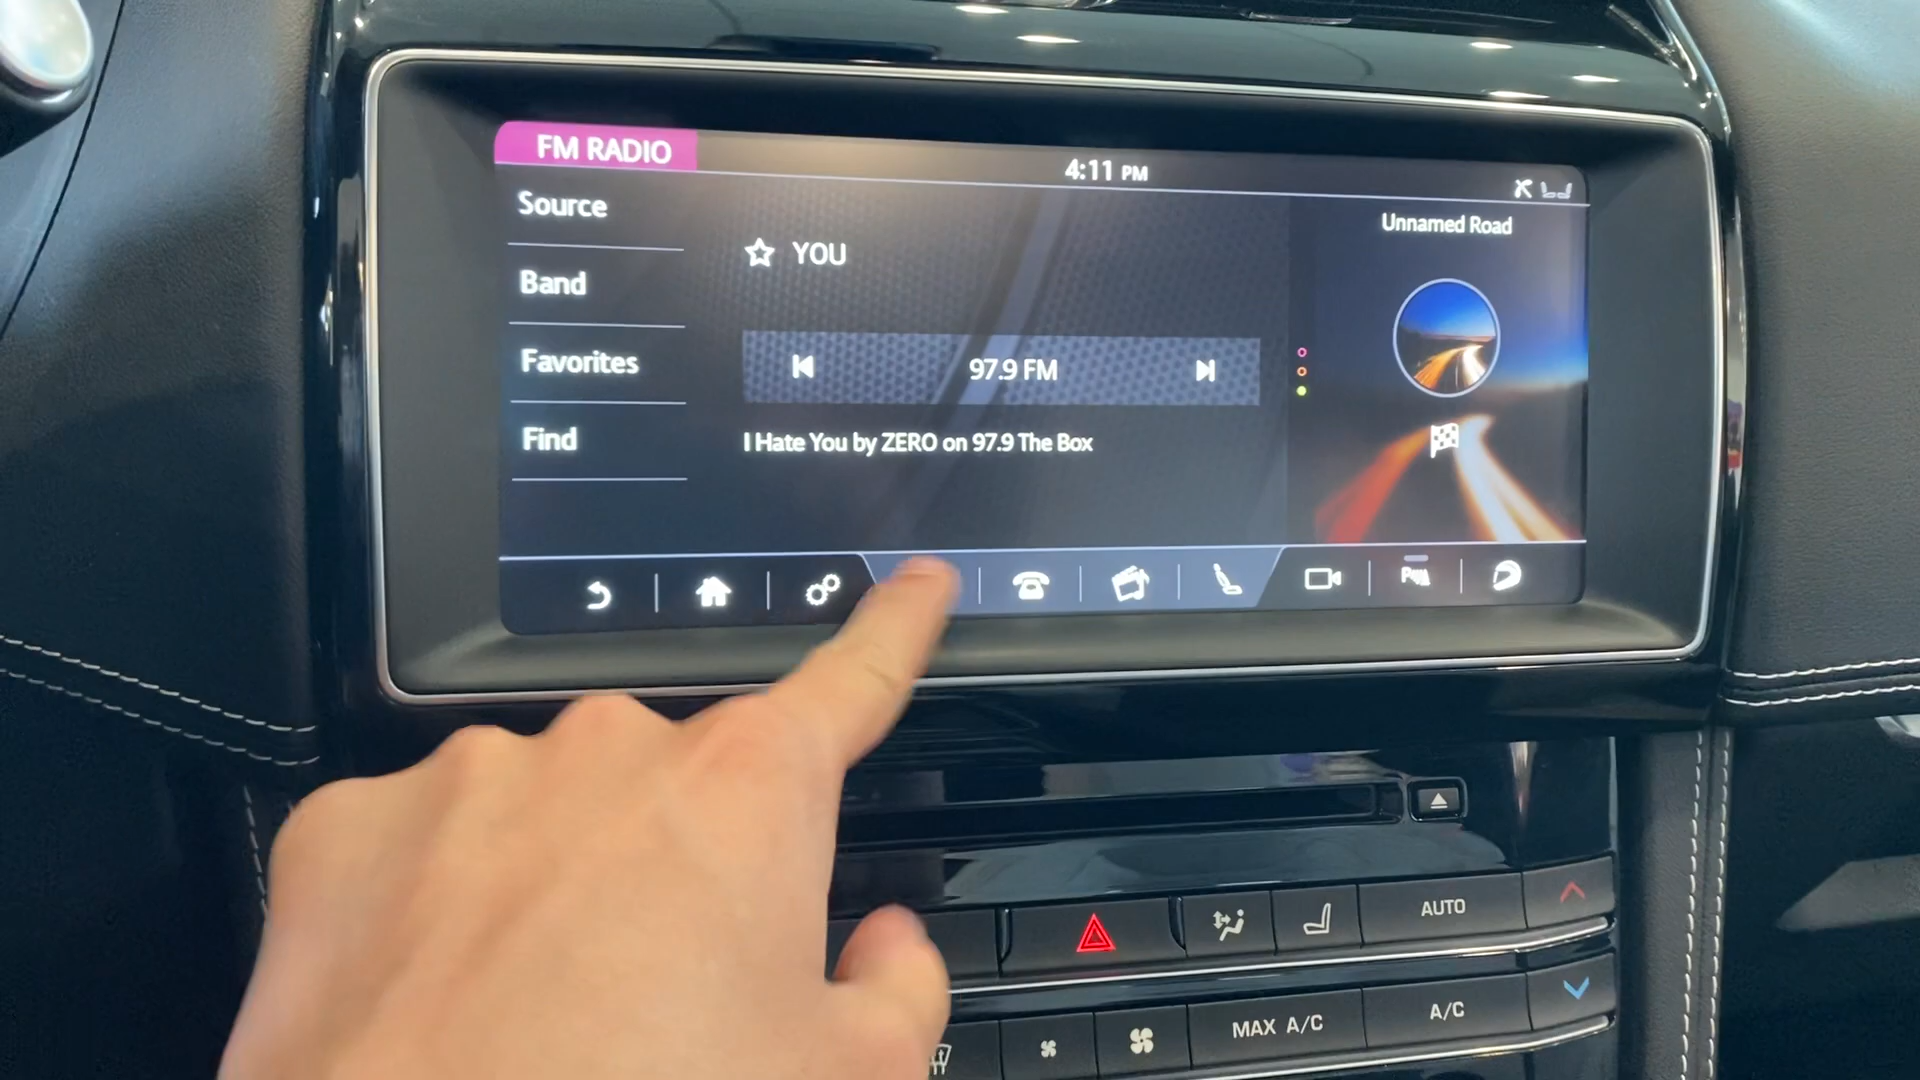 FM RADIO
4:11 PM
Source
Band
Favorites
Find
YOU
97.9 FM
I Hate You by ZERO on 97.9 The Box
Unnamed Road
AUTO
MAX A/C
A/C